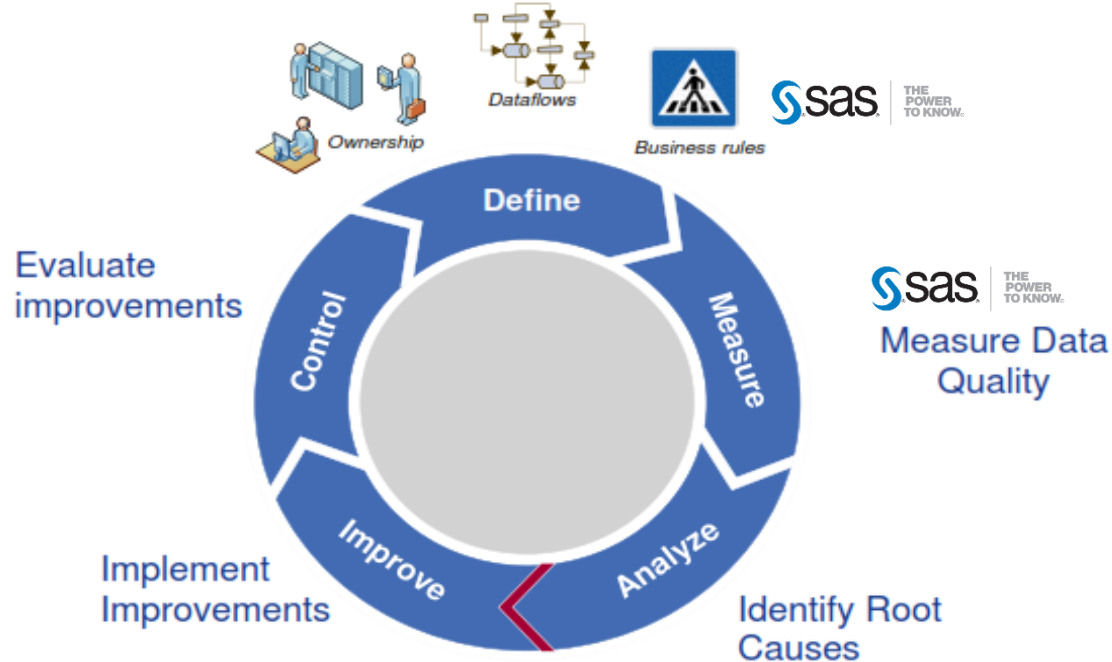 Dataflows
Ownership
Business rules
sas
THE
POWER
TO KNOW®
Define
Evaluate
improvements
Control
Measure
sas
THE
POWER
TO KNOW®
Measure Data
Quality
Improve
Analyze
Implement
Improvements
Identify Root
Causes